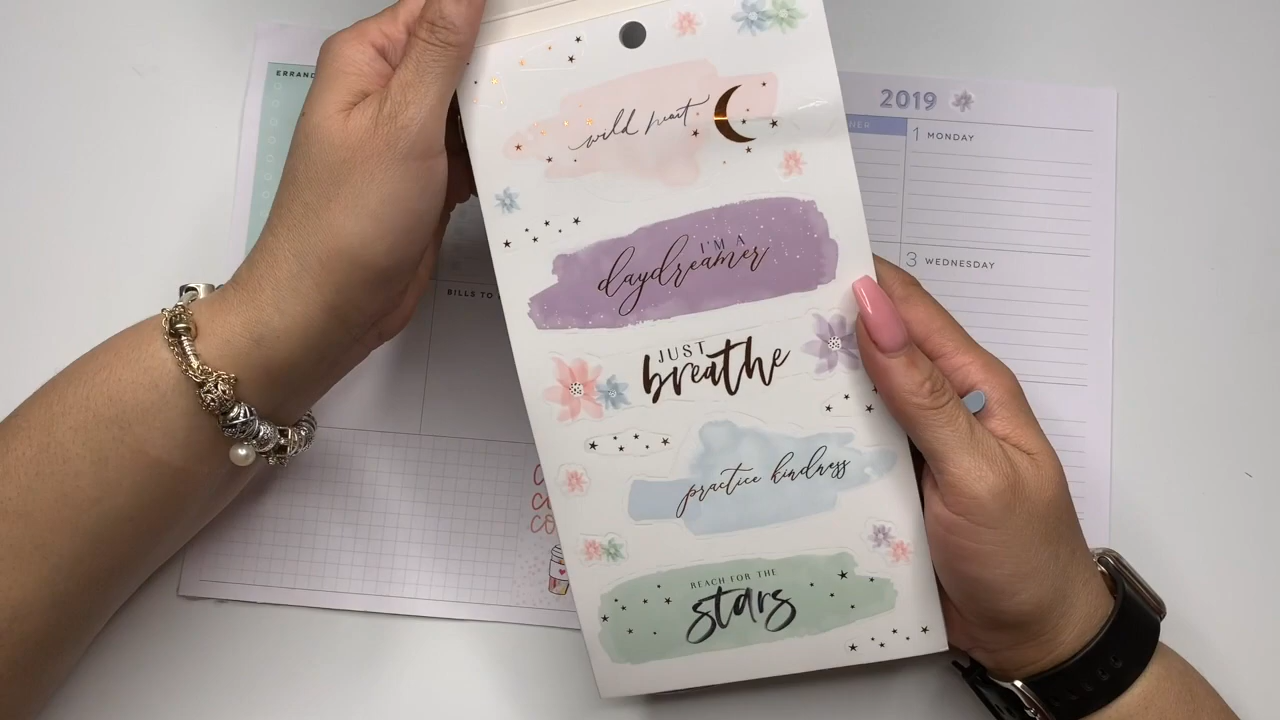 ERRAND
2019
NER
1 MONDAY
wild heart
I'M A
daydreamer
3 WEDNESDAY
BILLS TO
JUST
breathe
practice kindness
REACH FOR THE
stars